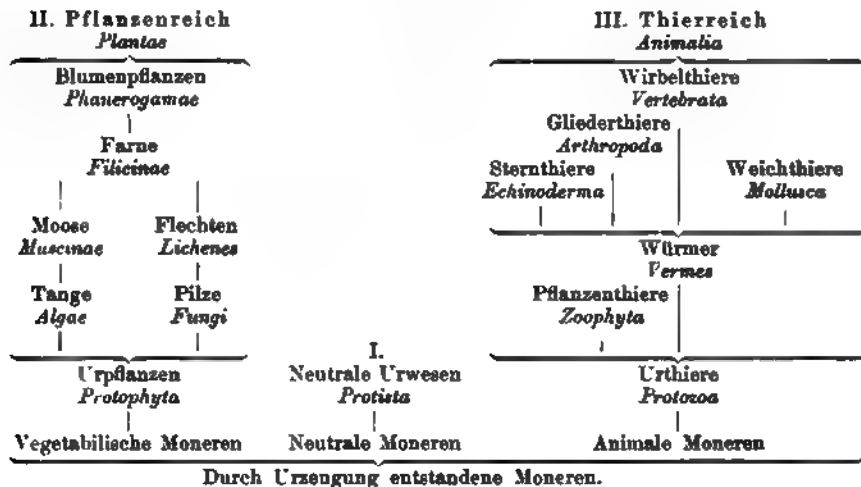 II. Pflanzenreich
Plantae
Blumenpflanzen
Phanerogamae
Farne
Filicinae
Moose Flechten
Muscinae Lichenes
Tange Pilze
Algae Fungi
Urpflanzen
Protophyta
Vegetabilische Moneren
I.
Neutrale Urwesen
Protista
Neutrale Moneren
III. Thierreich
Animalia
Wirbelthiere
Vertebrata
Gliederthiere
Arthropoda
Sternthiere Weichthiere
Echinoderma Mollusca
Würmer
Vermes
Pflanzenthiere
Zoophyta
Urthiere
Protozoa
Animale Moneren
Durch Urzeugung entstandene Moneren.